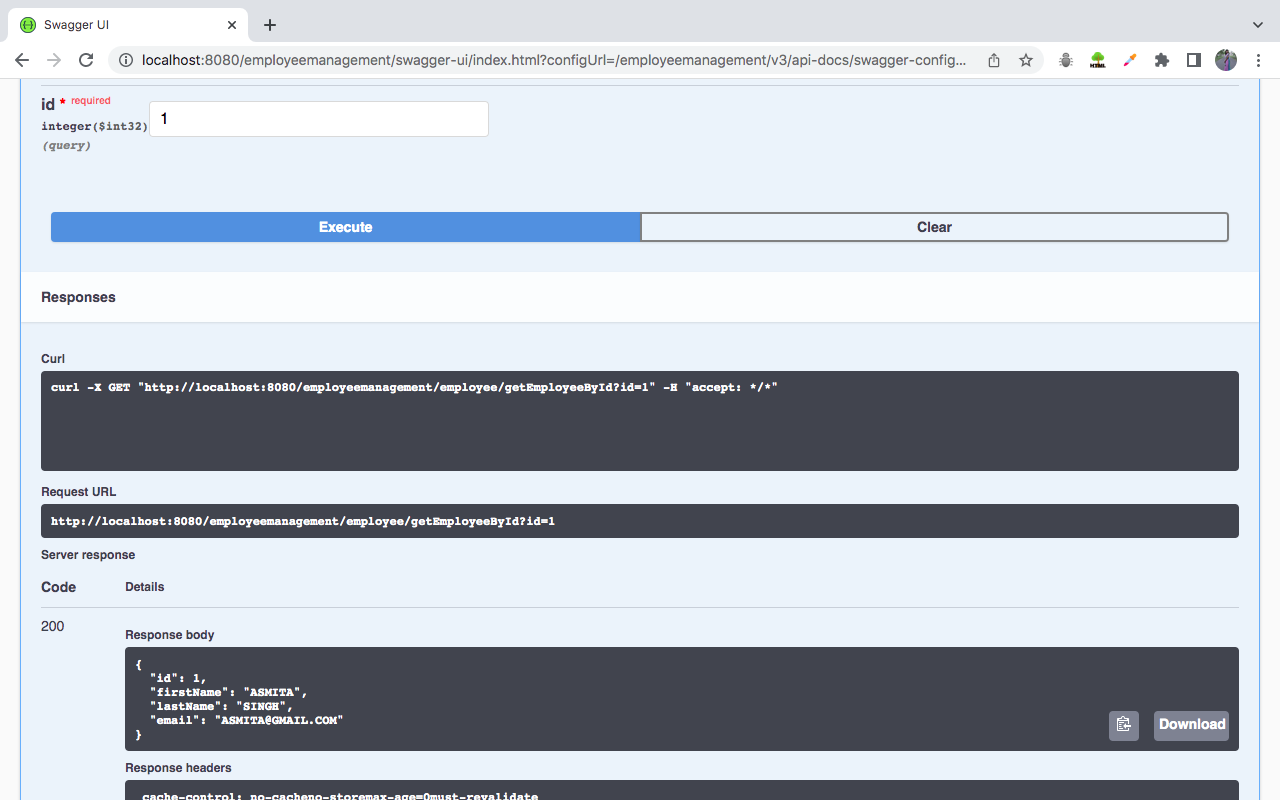 Swagger UI
localhost:8080/employeemanagement/swagger-ui/index.html?configUrl=/employeemanagement/v3/api-docs/swagger-config...
HTML
id * required
1
integer($int32)
(query)
Execute
Clear
Responses
Curl
curl -X GET "http://localhost:8080/employeemanagement/employee/getEmployeeById?id=1" -H "accept: */*"
Request URL
http://localhost:8080/employeemanagement/employee/getEmployeeById?id=1
Server response
Code
Details
200
Response body
{
"id": 1,
"firstName": "ASMITA",
"lastName": "SINGH",
"email": "ASMITA@GMAIL.COM"
}
Download
Response headers
cache-control: no-cacheno-storemax-age=0must-revalidate